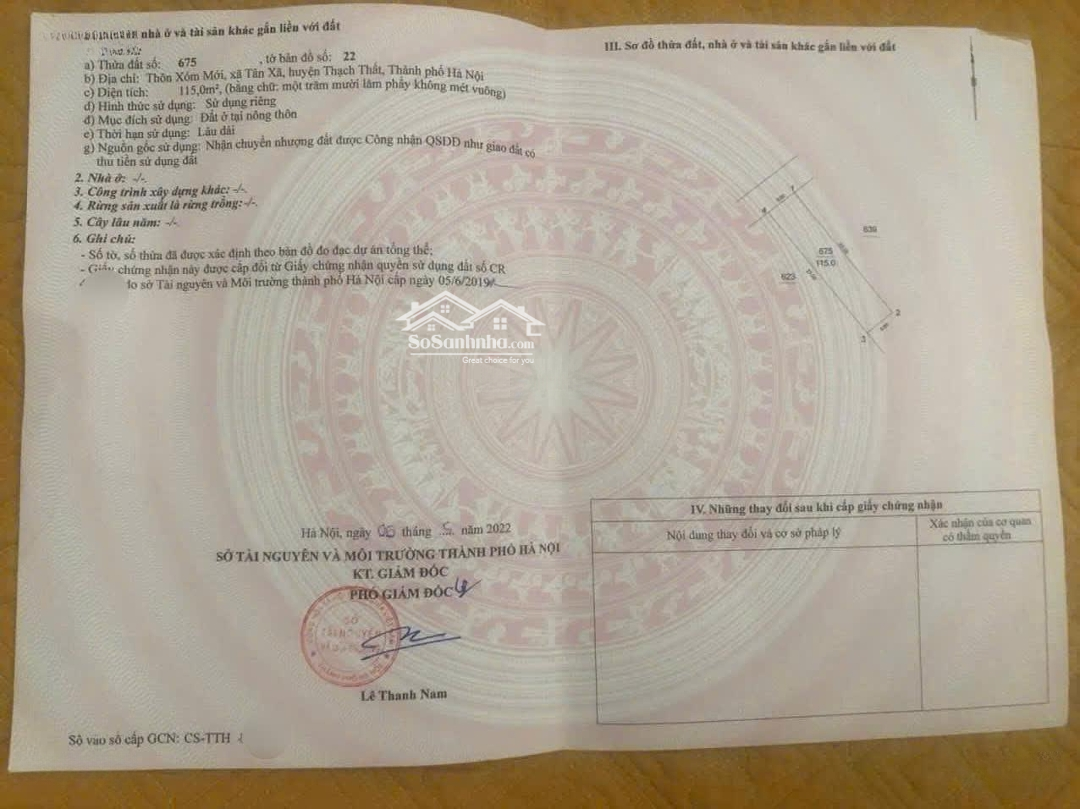 nhà ở và tài sản khác gắn liền với đất
a) Thửa đất số: 675 , tờ bản đồ số: 22
b) Địa chỉ: Thôn Xóm Mới, xã Tân Xã, huyện Thạch Thất, Thành phố Hà Nội
c) Diện tích: 115,0m², (bằng chữ: một trăm mười lăm phẩy không mét vuông)
d) Hình thức sử dụng: Sử dụng riêng
đ) Mục đích sử dụng: Đất ở tại nông thôn
e) Thời hạn sử dụng: Lâu dài
g) Nguồn gốc sử dụng: Nhận chuyển nhượng đất được Công nhận QSDĐ như giao đất có
thu tiền sử dụng đất
2. Nhà ở: -/-.
3. Công trình xây dựng khác: -/-.
4. Rừng sản xuất là rừng trồng: -/-.
5. Cây lâu năm: -/-.
6. Ghi chú:
- Số tờ, số thửa đã được xác định theo bản đồ đo đạc dự án tổng thể;
- Giấy chứng nhận này được cấp đổi từ Giấy chứng nhận quyền sử dụng đất số CR
do sở Tài nguyên và Môi trường thành phố Hà Nội cấp ngày 05/6/2019
SoSanhnha.com
Great choice for you
Hà Nội, ngày 06 tháng 5 năm 2022
SỞ TÀI NGUYÊN VÀ MÔI TRƯỜNG THÀNH PHỐ HÀ NỘI
KT. GIÁM ĐỐC
PHÓ GIÁM ĐỐC
SỞ
TÀI NGUYÊN
Lê Thanh Nam
Số vào sổ cấp GCN: CS-TTH
III. Sơ đồ thửa đất, nhà ở và tài sản khác gắn liền với đất
639
675
115.0
623
2
3
IV. Những thay đổi sau khi cấp giấy chứng nhận
Nội dung thay đổi và cơ sở pháp lý
Xác nhận của cơ quan
có thẩm quyền